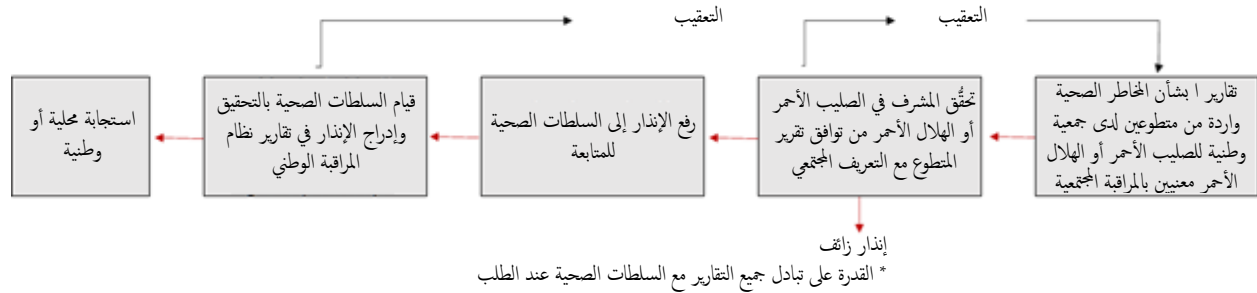 التعقيب
التعقيب
تقارير ا بشأن المخاطر الصحية
واردة من متطوعين لدى جمعية
وطنية للصليب الأحمر أو الهلال
الأحمر معنيين بالمراقبة المجتمعية
تحقُّق المشرف في الصليب الأحمر
أو الهلال الأحمر من توافق تقرير
المتطوع مع التعريف المجتمعي
رفع الإنذار إلى السلطات الصحية
للمتابعة
قيام السلطات الصحية بالتحقيق
وإدراج الإنذار في تقارير نظام
المراقبة الوطني
استجابة محلية أو
وطنية
إنذار زائف
* القدرة على تبادل جميع التقارير مع السلطات الصحية عند الطلب